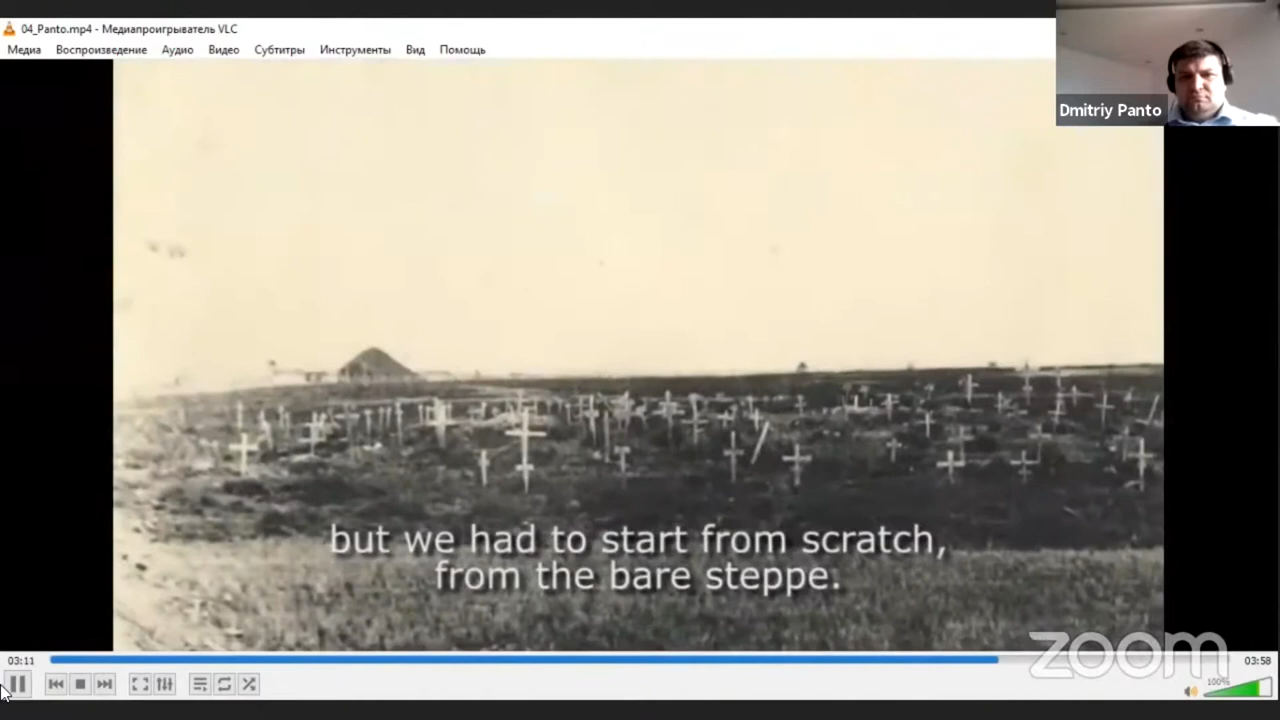 04_Panto.mp4 - Медиапроигрыватель VLC
Медиа Воспроизведение Аудио Видео Субтитры Инструменты Вид Помощь
Dmitriy Panto
but we had to start from scratch,
from the bare steppe.
zoom
03:11
03:58
100%